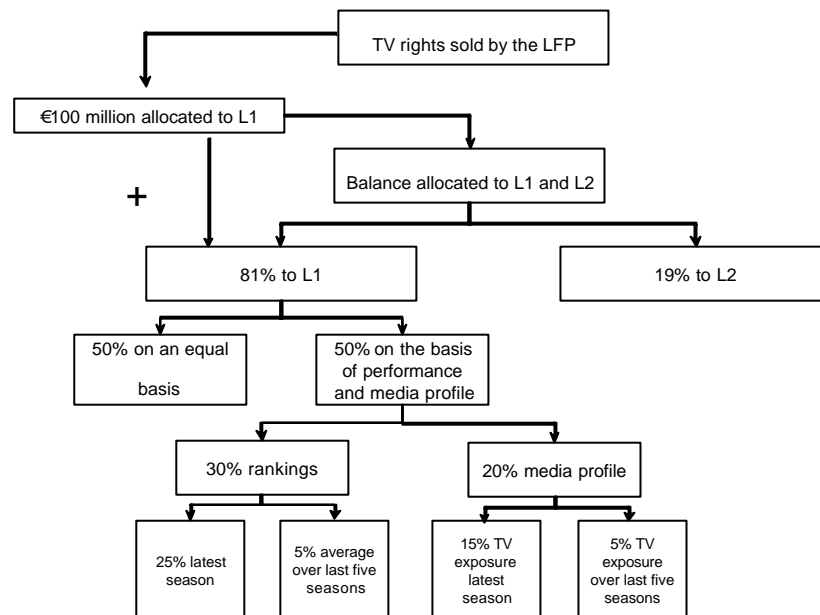 TV rights sold by the LFP
€100 million allocated to L1
+
Balance allocated to L1 and L2
81% to L1
19% to L2
50% on an equal
basis
50% on the basis
of performance
and media profile
30% rankings
20% media profile
25% latest
season
5% average
over last five
seasons
15% TV
exposure
latest
season
5% TV
exposure
over last five
seasons